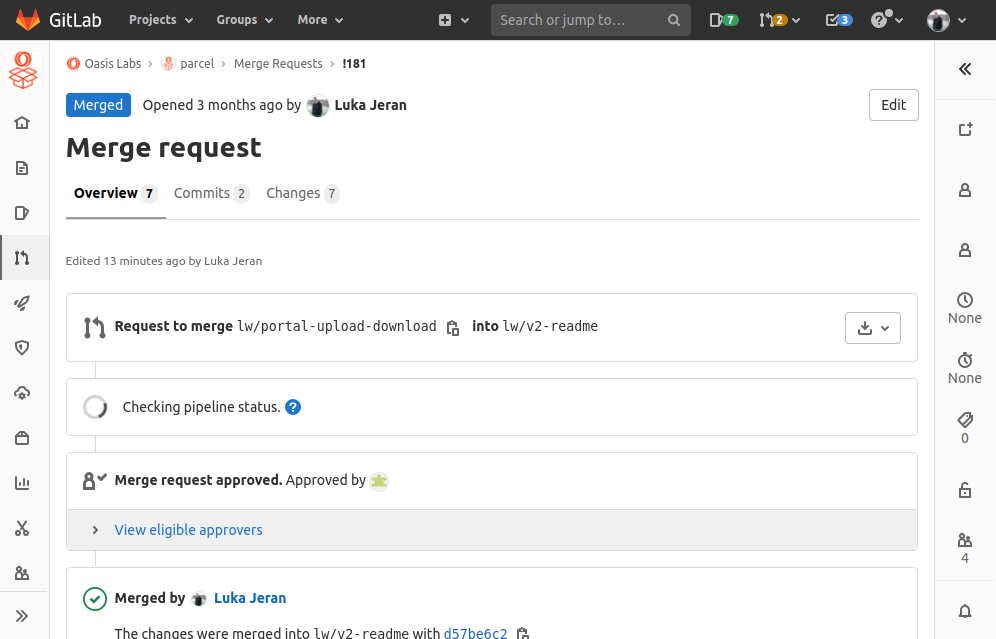 GitLab Projects Groups More Search or jump to... 7 2 3
Oasis Labs > parcel > Merge Requests > !181
Merged Opened 3 months ago by Luka Jeran Edit
Merge request
Overview 7 Commits 2 Changes 7
Edited 13 minutes ago by Luka Jeran
Request to merge lw/portal-upload-download into lw/v2-readme
None
None
Checking pipeline status. ?
0
Merge request approved. Approved by
View eligible approvers
4
Merged by Luka Jeran
The changes were merged into lw/v2-readme with d57be6c2